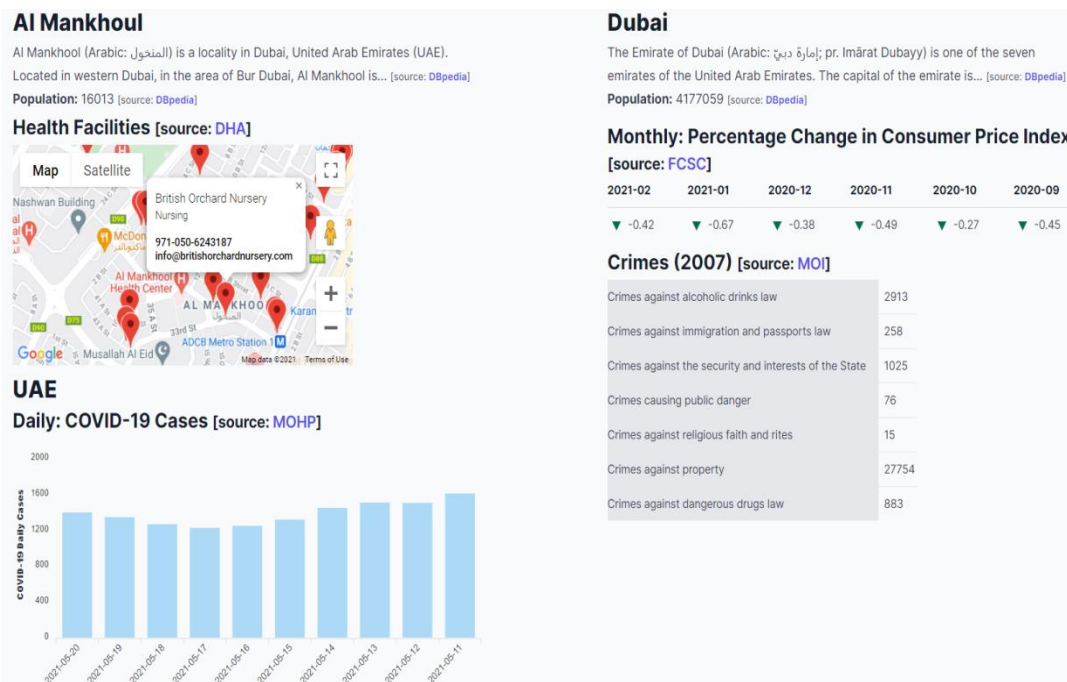 Al Mankhoul
Al Mankhool (Arabic: المنخول) is a locality in Dubai, United Arab Emirates (UAE).
Located in western Dubai, in the area of Bur Dubai, Al Mankhool is... [source: DBpedia]
Population: 16013 [source: DBpedia]
Health Facilities [source: DHA]
Map Satellite
Nashwan Building
British Orchard Nursery
Nursing
971-050-6243187
info@britishorchardnursery.com
McDon
D90
D88
Al Mankhool
Health Center
AL MANKHOO
المنخول
Karan
33rd St
35 A St
D90
D75
ADCB Metro Station
Musallah Al Eid
Google
Map data ©2021 Terms of Use
UAE
Daily: COVID-19 Cases [source: MOHP]
COVID-19 Daily Cases
2000
1600
1200
800
400
0
2021-05-20 2021-05-19 2021-05-18 2021-05-17 2021-05-16 2021-05-15 2021-05-14 2021-05-13 2021-05-12 2021-05-11
Dubai
The Emirate of Dubai (Arabic: إمارة دبيّ; pr. Imārat Dubayy) is one of the seven
emirates of the United Arab Emirates. The capital of the emirate is... [source: DBpedia]
Population: 4177059 [source: DBpedia]
Monthly: Percentage Change in Consumer Price Index
[source: FCSC]
2021-02 2021-01 2020-12 2020-11 2020-10 2020-09
▼ -0.42 ▼ -0.67 ▼ -0.38 ▼ -0.49 ▼ -0.27 ▼ -0.45
Crimes (2007) [source: MOI]
Crimes against alcoholic drinks law 2913
Crimes against immigration and passports law 258
Crimes against the security and interests of the State 1025
Crimes causing public danger 76
Crimes against religious faith and rites 15
Crimes against property 27754
Crimes against dangerous drugs law 883